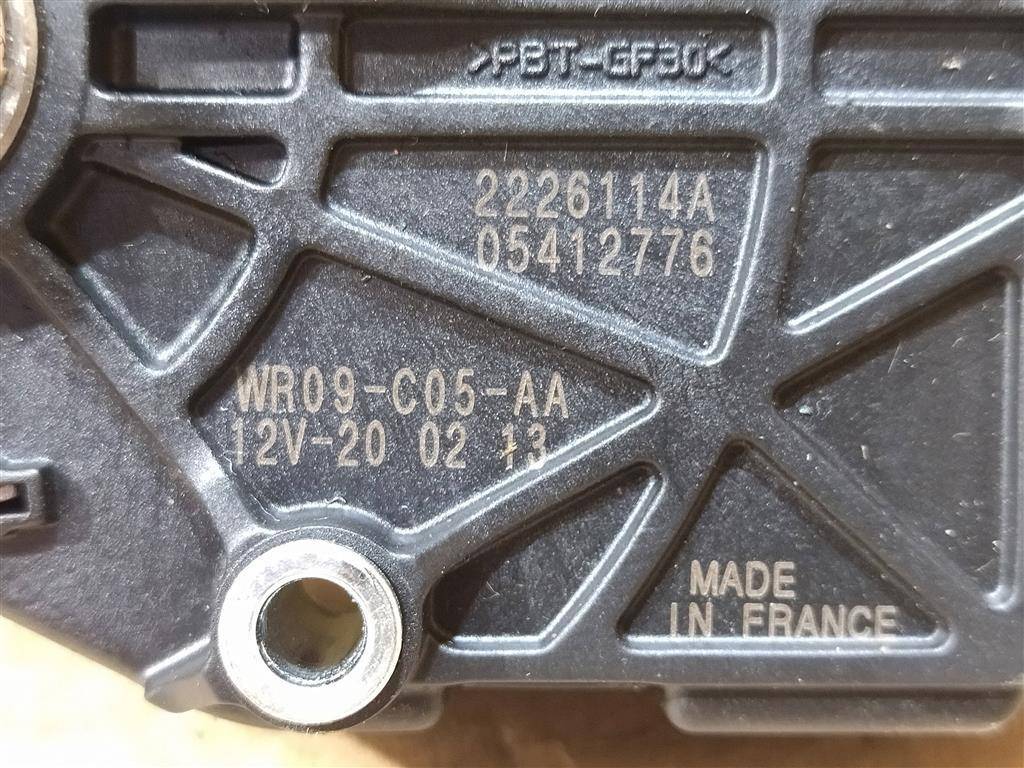 >PBT-GF30<
2226114A
05412776
WR09-C05-AA
12V-20 02 13
MADE
IN FRANCE